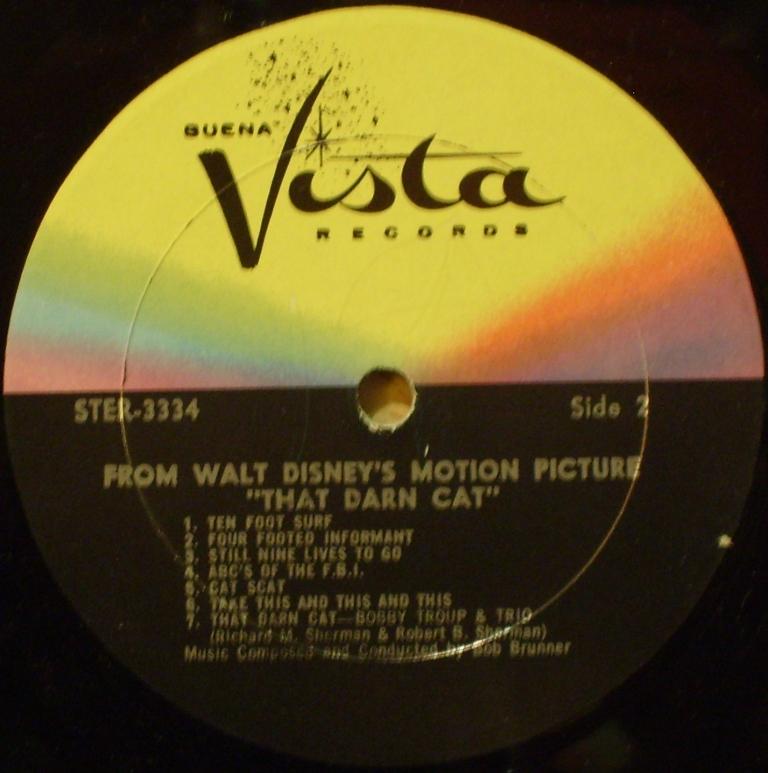 BUENA
Vista
RECORDS
STER-3334 Side 2
FROM WALT DISNEY'S MOTION PICTURE
"THAT DARN CAT"
1. TEN FOOT SURF
2. FOUR FOOTED INFORMANT
3. STILL NINE LIVES TO GO
4. ABC'S OF THE F.B.I.
5. CAT SCAT
6. TAKE THIS AND THIS AND THIS
7. THAT DARN CAT—BOBBY TROUP & TRIO
(Richard M. Sherman & Robert B. Sherman)
Music Composed and Conducted by Bob Brunner